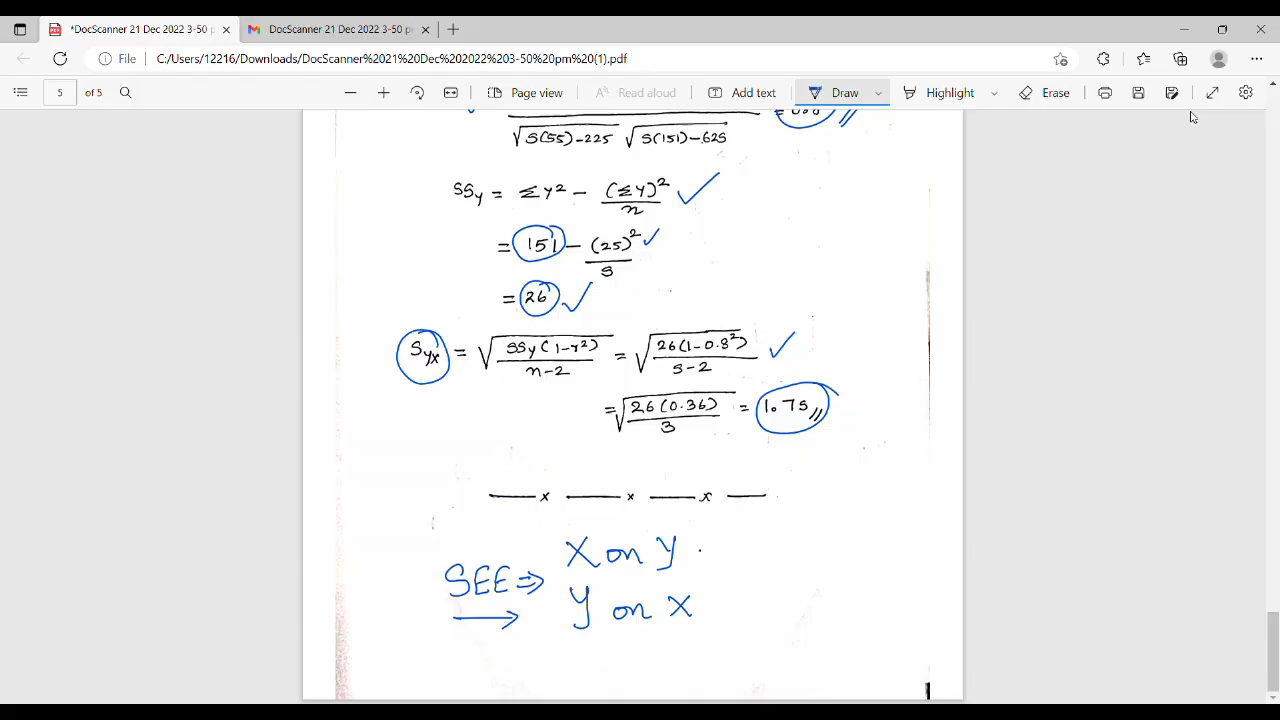 *DocScanner 21 Dec 2022 3-50 p
DocScanner 21 Dec 2022 3-50 p
File C:/Users/12216/Downloads/DocScanner%2021%20Dec%202022%203-50%20pm%20(1).pdf
5 of 5 Page view Read aloud Add text Draw Highlight Erase
√5(55)-225 √5(151)-625
SSy = Σy² - (Σy)²/n
= 151 - (25)²/5
= 26
Syx = √SSy(1-r²)/n-2 = √26(1-0.8²)/5-2
= √26(0.36)/3 = 1.75
x x x
SEE ⇒ X on Y
Y on X